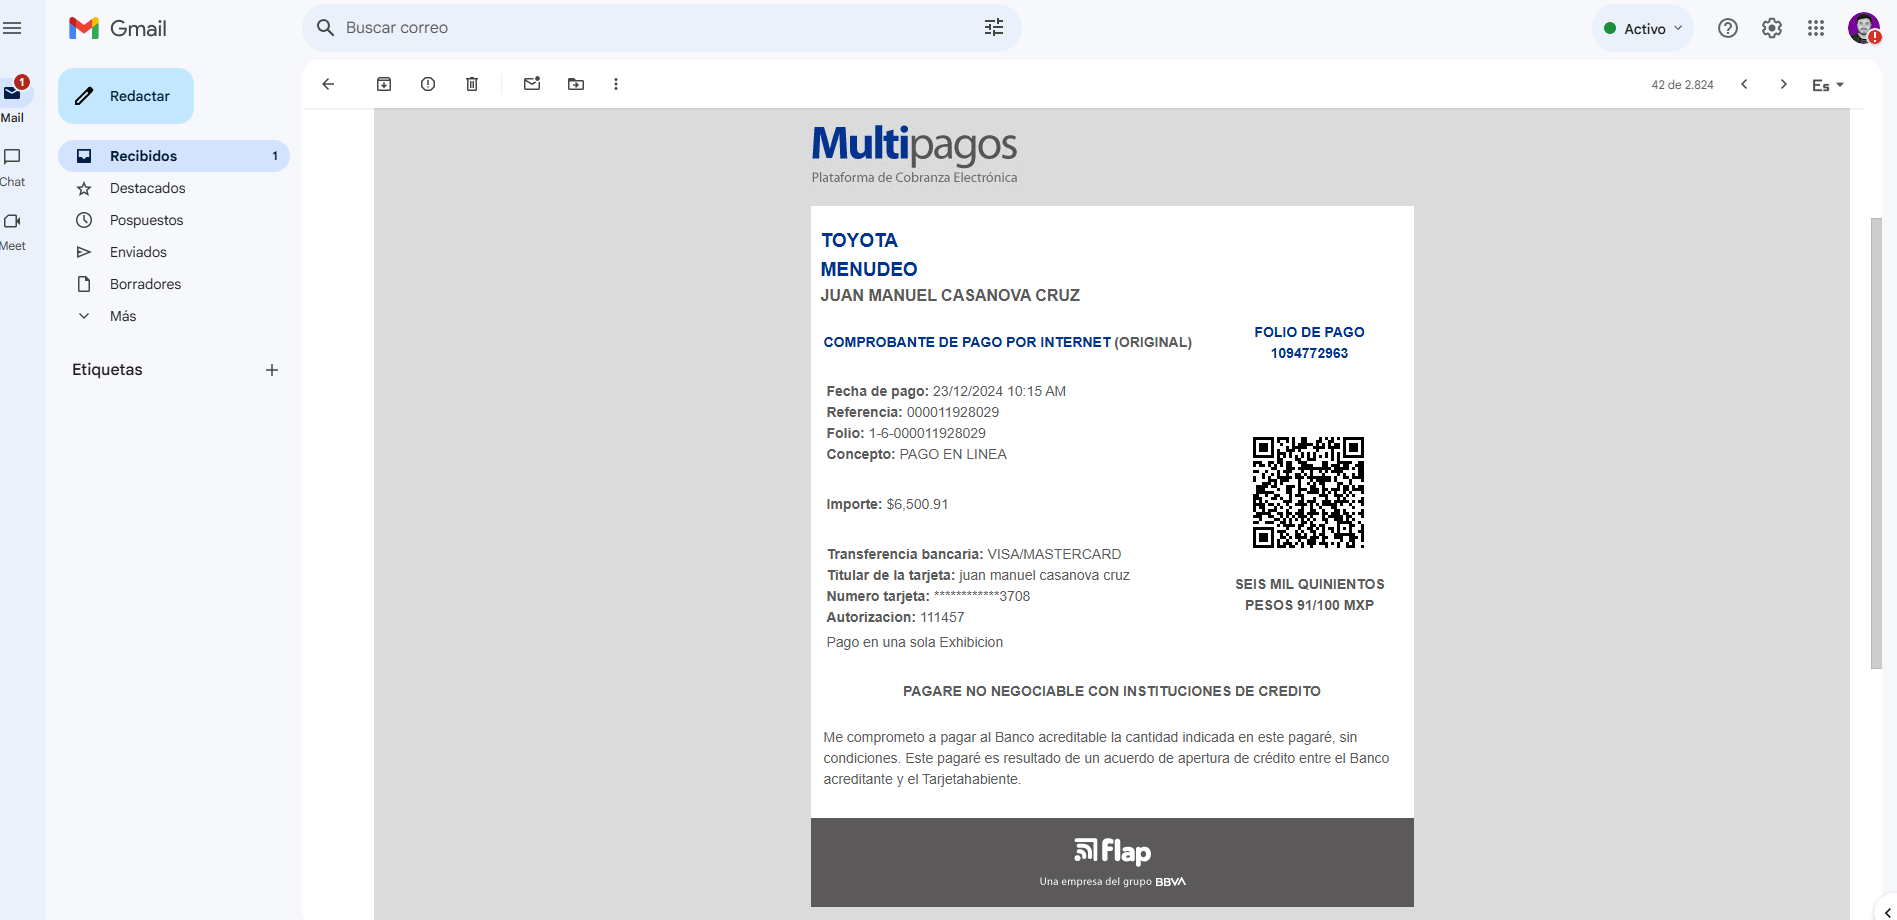 Gmail
Buscar correo
Activo
1
Mail
Chat
Meet
Redactar
Recibidos 1
Destacados
Pospuestos
Enviados
Borradores
Más
Etiquetas
42 de 2.824
Es
Multipagos
Plataforma de Cobranza Electrónica
TOYOTA
MENUDEO
JUAN MANUEL CASANOVA CRUZ
COMPROBANTE DE PAGO POR INTERNET (ORIGINAL)
FOLIO DE PAGO
1094772963
Fecha de pago: 23/12/2024 10:15 AM
Referencia: 000011928029
Folio: 1-6-000011928029
Concepto: PAGO EN LINEA
Importe: $6,500.91
Transferencia bancaria: VISA/MASTERCARD
Titular de la tarjeta: juan manuel casanova cruz
Numero tarjeta: ************3708
Autorizacion: 111457
Pago en una sola Exhibicion
SEIS MIL QUINIENTOS
PESOS 91/100 MXP
PAGARE NO NEGOCIABLE CON INSTITUCIONES DE CREDITO
Me comprometo a pagar al Banco acreditable la cantidad indicada en este pagaré, sin
condiciones. Este pagaré es resultado de un acuerdo de apertura de crédito entre el Banco
acreditante y el Tarjetahabiente.
flap
Una empresa del grupo BBVA